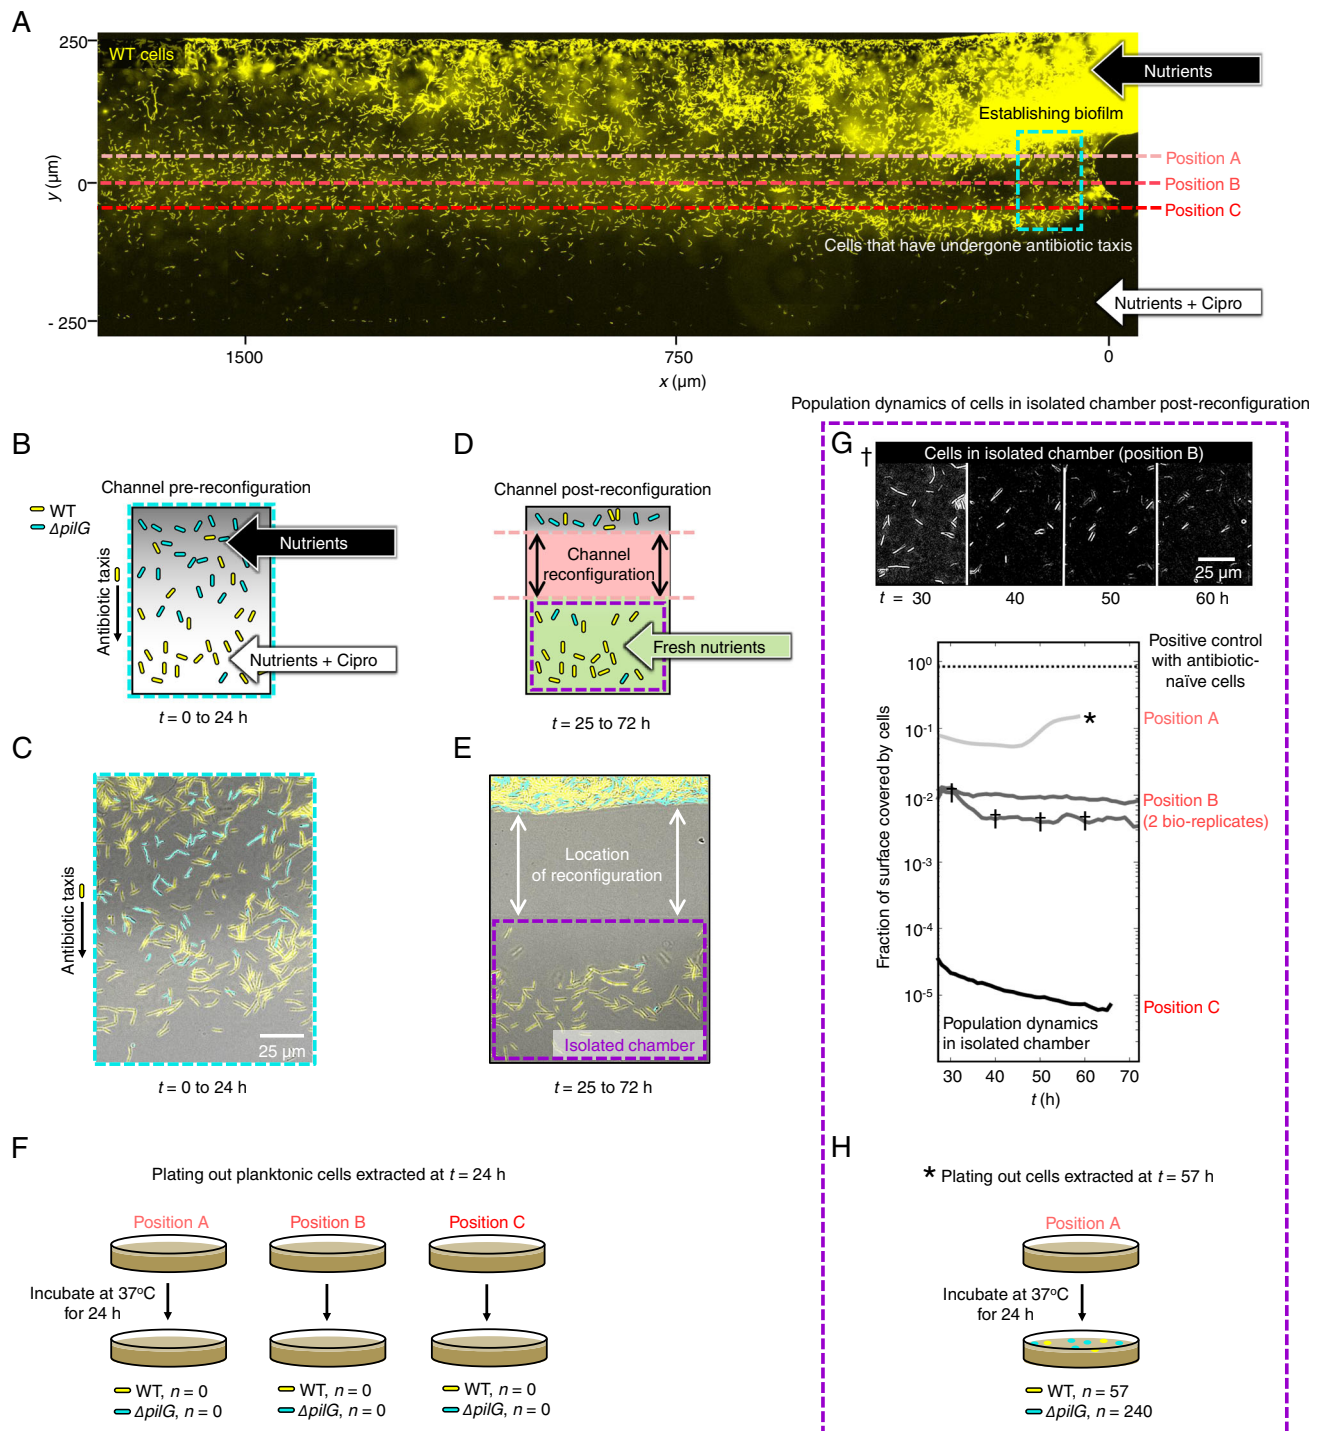 A
250
0
- 250
y (µm)
WT cells
Nutrients
Establishing biofilm
Position A
Position B
Position C
Cells that have undergone antibiotic taxis
Nutrients + Cipro
1500
750
0
x (µm)
B
Channel pre-reconfiguration
WT
ΔpilG
Antibiotic taxis
Nutrients
Nutrients + Cipro
t = 0 to 24 h
C
Antibiotic taxis
25 µm
t = 0 to 24 h
D
Channel post-reconfiguration
Channel
reconfiguration
Fresh nutrients
t = 25 to 72 h
E
Location
of reconfiguration
Isolated chamber
t = 25 to 72 h
F
Plating out planktonic cells extracted at t = 24 h
Position A
Position B
Position C
Incubate at 37ºC
for 24 h
WT, n = 0
ΔpilG, n = 0
WT, n = 0
ΔpilG, n = 0
WT, n = 0
ΔpilG, n = 0
Population dynamics of cells in isolated chamber post-reconfiguration
G
†
Cells in isolated chamber (position B)
25 µm
t = 30
40
50
60 h
Positive control
with antibiotic-
naïve cells
Position A
*
Position B
(2 bio-replicates)
Position C
Population dynamics
in isolated chamber
Fraction of surface covered by cells
10⁰
10⁻¹
10⁻²
10⁻³
10⁻⁴
10⁻⁵
30
40
50
60
70
t (h)
H
* Plating out cells extracted at t = 57 h
Position A
Incubate at 37ºC
for 24 h
WT, n = 57
ΔpilG, n = 240